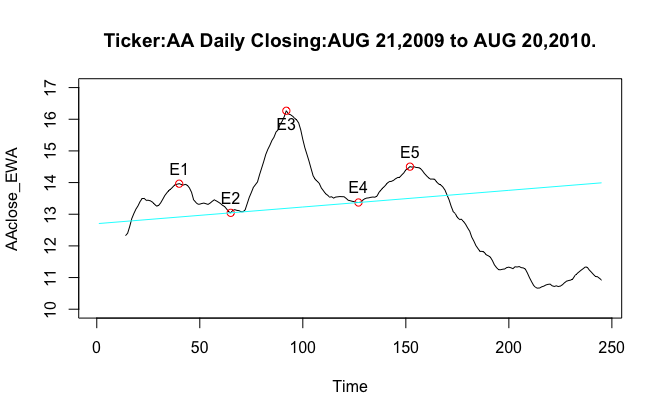 Ticker:AA Daily Closing:AUG 21,2009 to AUG 20,2010.
AAclose_EWA
17
16
15
14
13
12
11
10
E1
E2
E3
E4
E5
0 50 100 150 200 250
Time